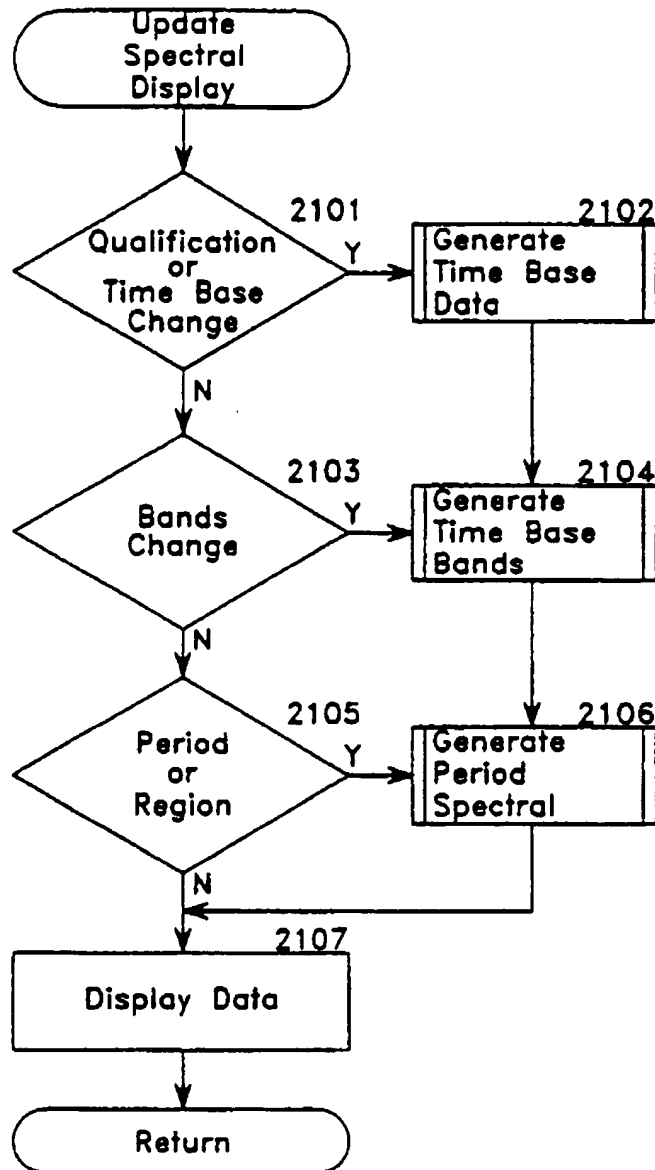 Update
Spectral
Display
2101
Qualification
or
Time Base
Change
Y
N
2102
Generate
Time Base
Data
2103
Bands
Change
Y
N
2104
Generate
Time Base
Bands
2105
Period
or
Region
Y
N
2106
Generate
Period
Spectral
2107
Display Data
Return